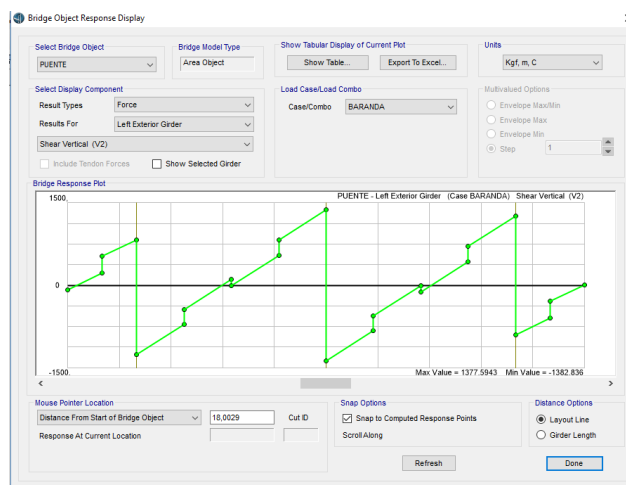 Bridge Object Response Display
Select Bridge Object
PUENTE
Bridge Model Type
Area Object
Show Tabular Display of Current Plot
Show Table...
Export To Excel...
Units
Kgf, m, C
Select Display Component
Result Types
Force
Results For
Left Exterior Girder
Shear Vertical (V2)
Include Tendon Forces
Show Selected Girder
Load Case/Load Combo
Case/Combo
BARANDA
Multivalued Options
Envelope Max/Min
Envelope Max
Envelope Min
Step
1
Bridge Response Plot
PUENTE - Left Exterior Girder (Case BARANDA) Shear Vertical (V2)
1500,
0
-1500,
Max Value = 1377.5943 Min Value = -1382.836
Mouse Pointer Location
Distance From Start of Bridge Object
18,0029
Cut ID
Response At Current Location
Snap Options
Snap to Computed Response Points
Scroll Along
Distance Options
Layout Line
Girder Length
Refresh
Done